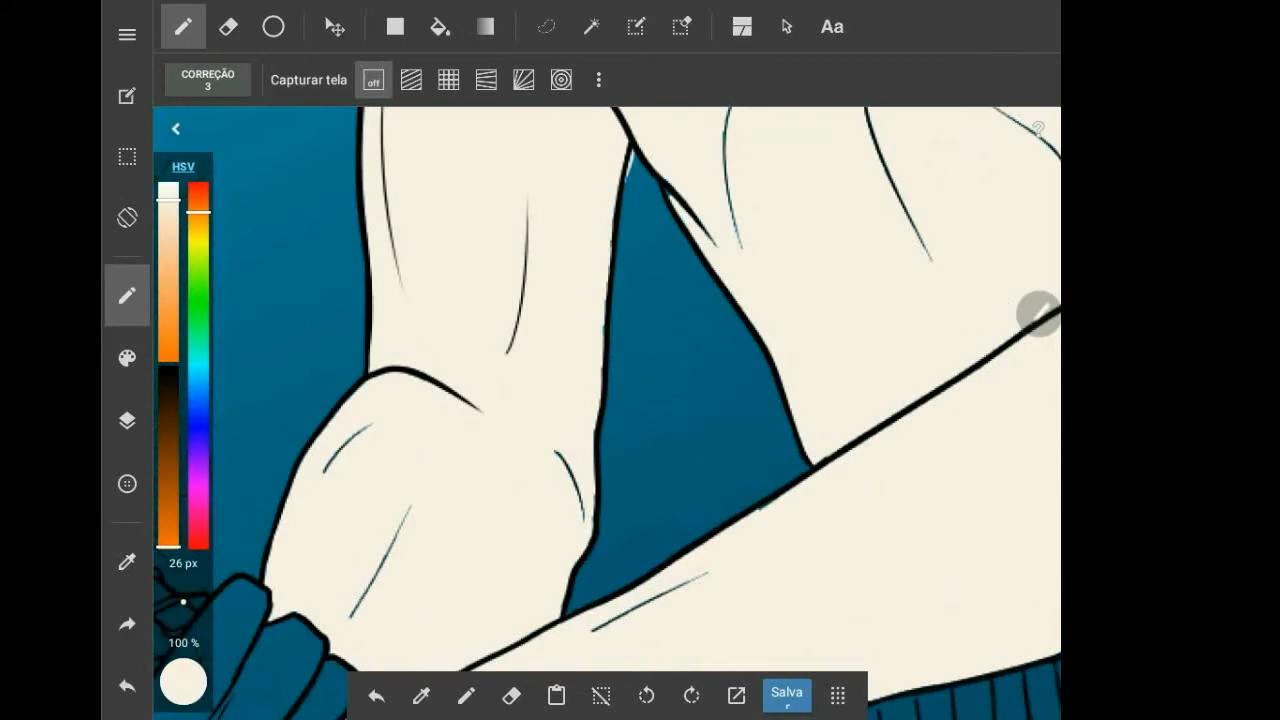 Aa
CORREÇÃO
3
Capturar tela
off
HSV
26 px
100 %
Salva
r